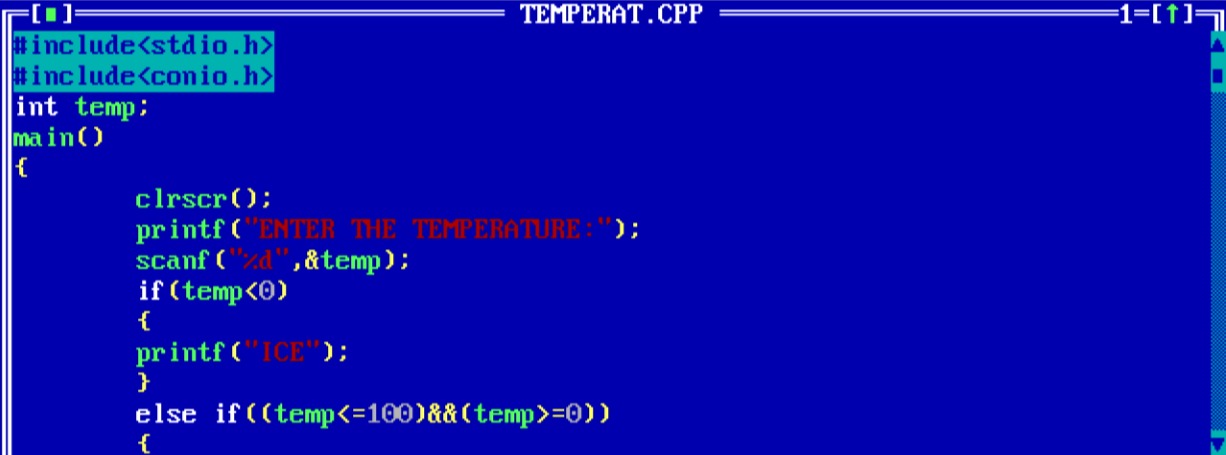 [■] TEMPERAT.CPP 1=[↑]
#include<stdio.h>
#include<conio.h>
int temp;
main()
{
clrscr();
printf("ENTER THE TEMPERATURE:");
scanf("%d",&temp);
if(temp<0)
{
printf("ICE");
}
else if((temp<=100)&&(temp>=0))
{